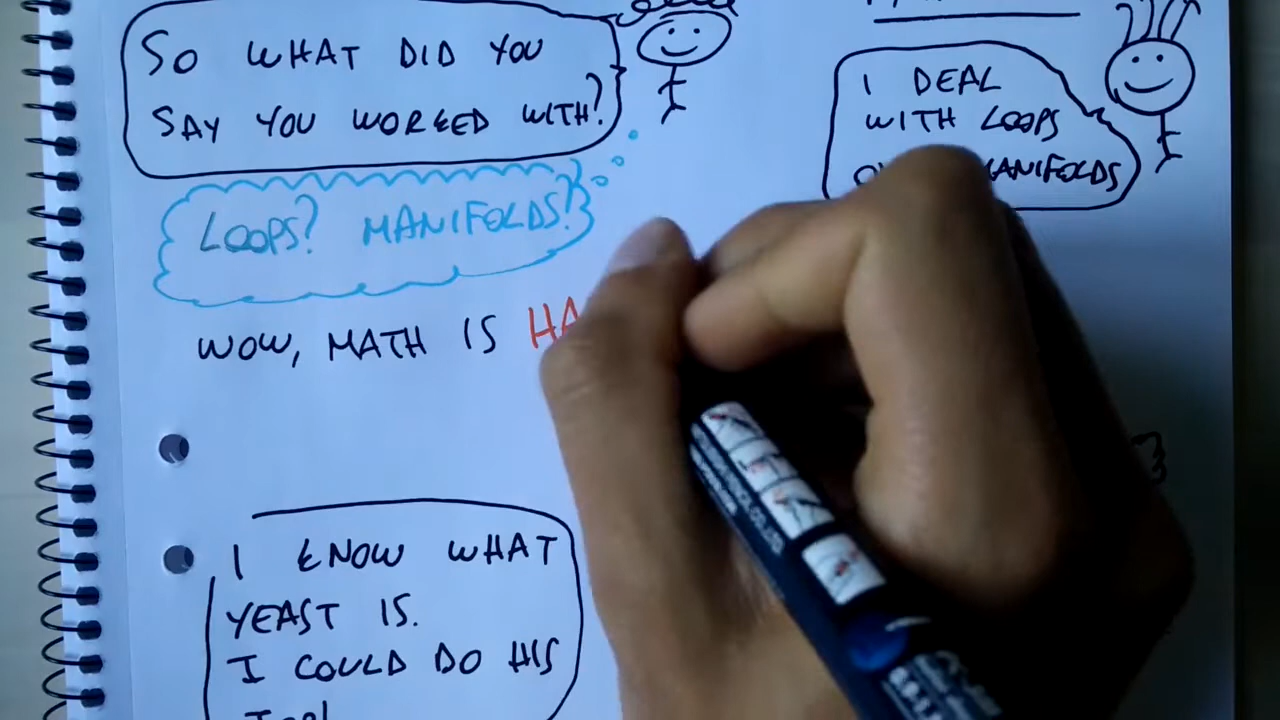 SO WHAT DID YOU
SAY YOU WORKED WITH?
I DEAL
WITH LOOPS
MANIFOLDS
LOOPS? MANIFOLDS?
WOW, MATH IS HA
I KNOW WHAT
YEAST IS.
I COULD DO HIS